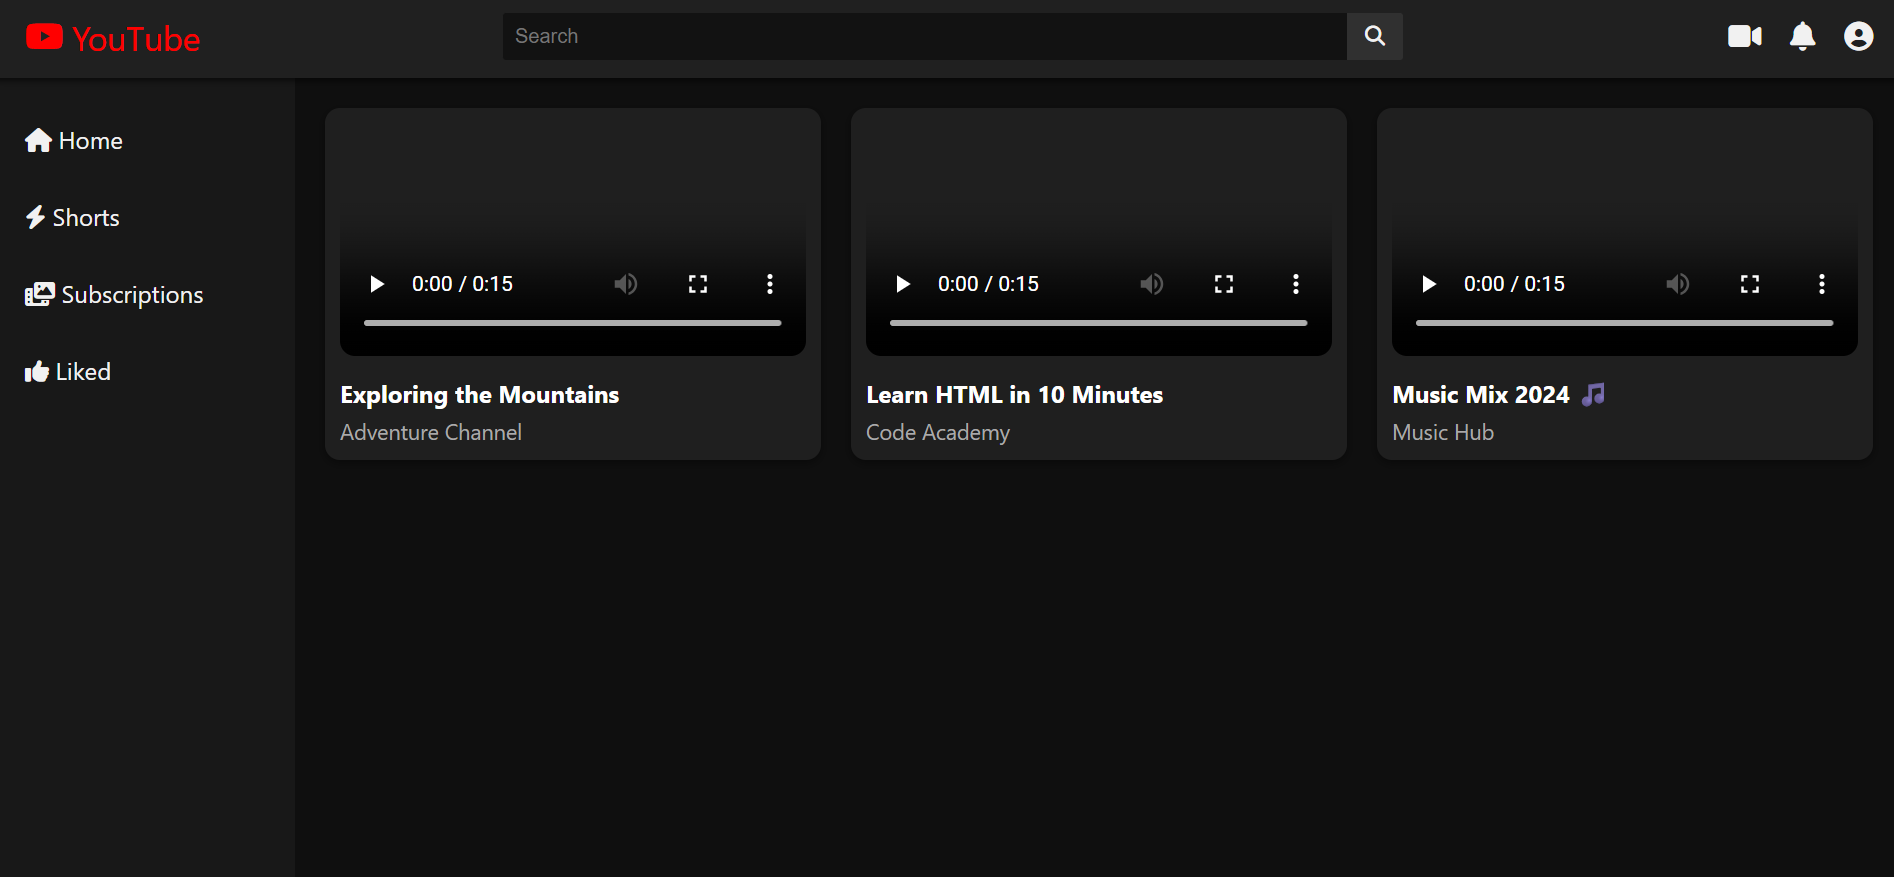 YouTube
Search
Home
Shorts
Subscriptions
Liked
0:00 / 0:15
Exploring the Mountains
Adventure Channel
0:00 / 0:15
Learn HTML in 10 Minutes
Code Academy
0:00 / 0:15
Music Mix 2024 🎵
Music Hub